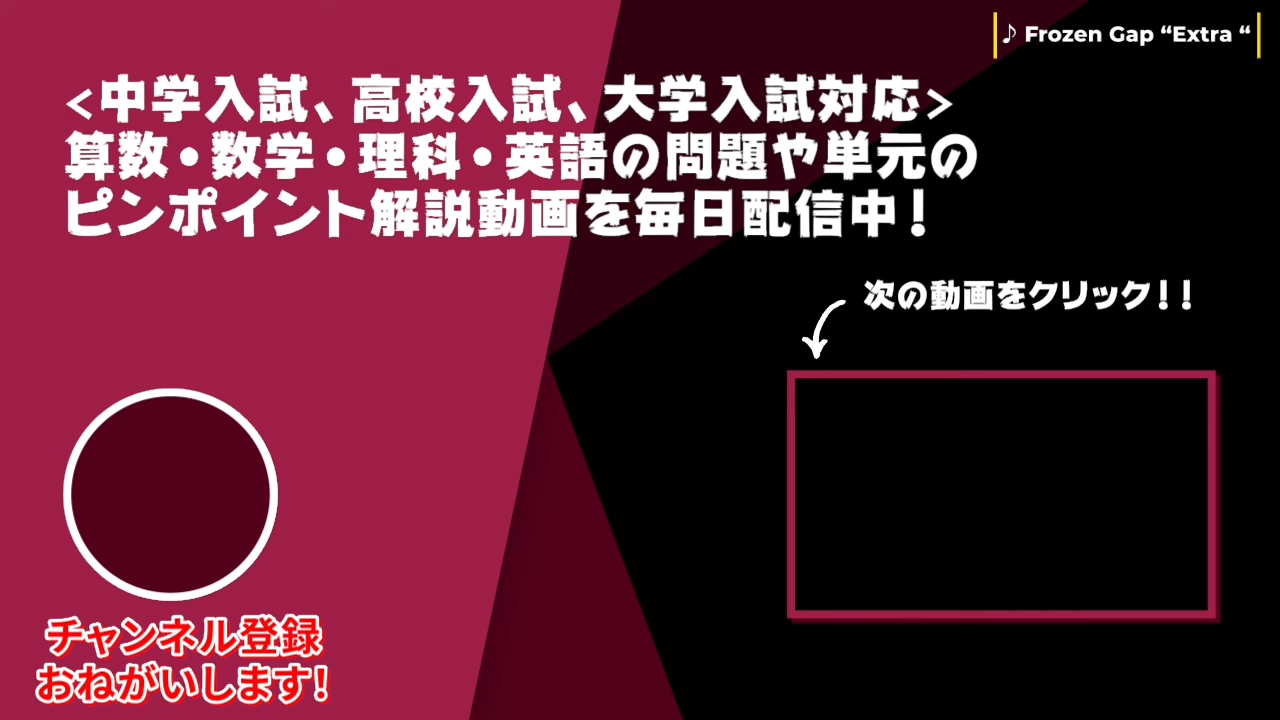 ♪ Frozen Gap “Extra “
<中学入試、高校入試、大学入試対応>
算数・数学・理科・英語の問題や単元の
ピンポイント解説動画を毎日配信中！
次の動画をクリック！！
チャンネル登録
おねがいします！